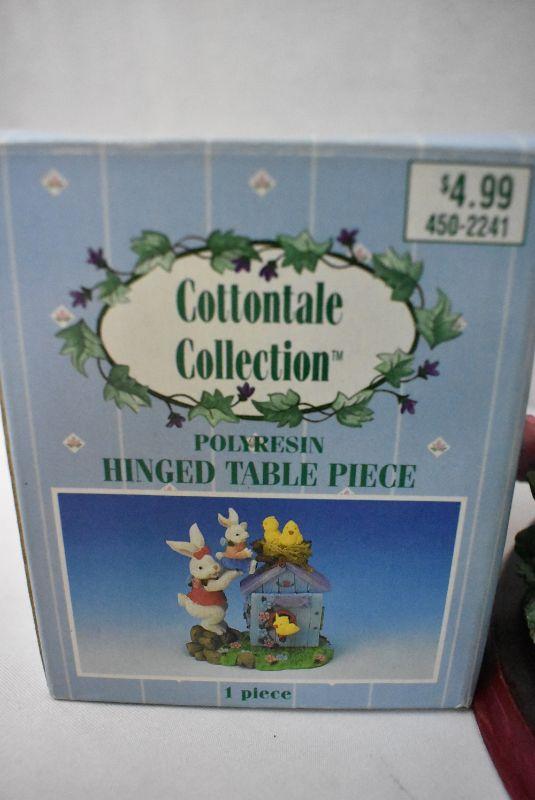 $4.99
450-2241
Cottontale
Collection™
POLYRESIN
HINGED TABLE PIECE
1 piece